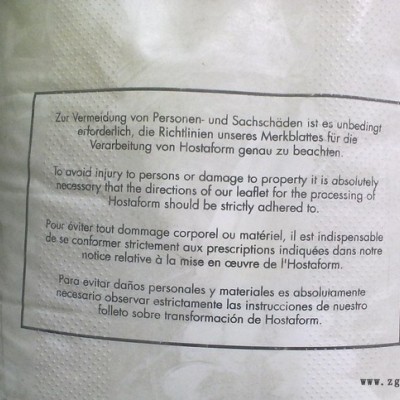 Zur Vermeidung von Personen- und Sachschäden ist es unbedingt
erforderlich, die Richtlinien unseres Merkblattes für die
Verarbeitung von Hostaform genau zu beachten.
To avoid injury to persons or damage to property it is absolutely
necessary that the directions of our leaflet for the processing of
Hostaform should be strictly adhered to.
Pour éviter tout dommage corporel ou matériel, il est indispensable
de se conformer strictement aux prescriptions indiquées dans notre
notice relative à la mise en œuvre de l'Hostaform.
Para evitar daños personales y materiales es absolutamente
necesario observar estrictamente las instrucciones de nuestro
folleto sobre transformación de Hostaform.
www.zg